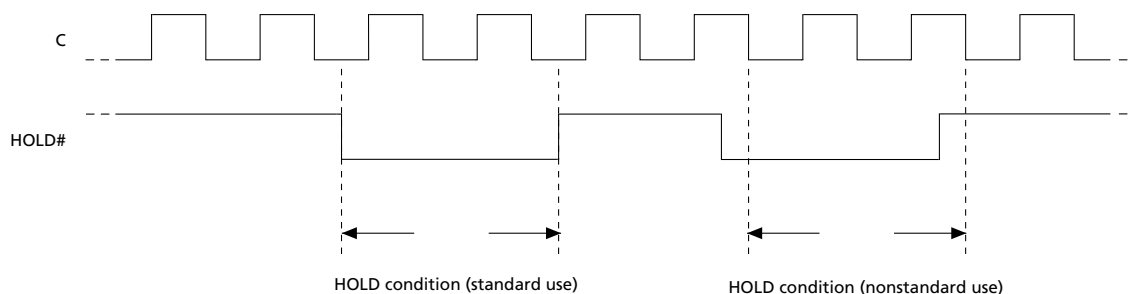 C
HOLD#
HOLD condition (standard use)
HOLD condition (nonstandard use)